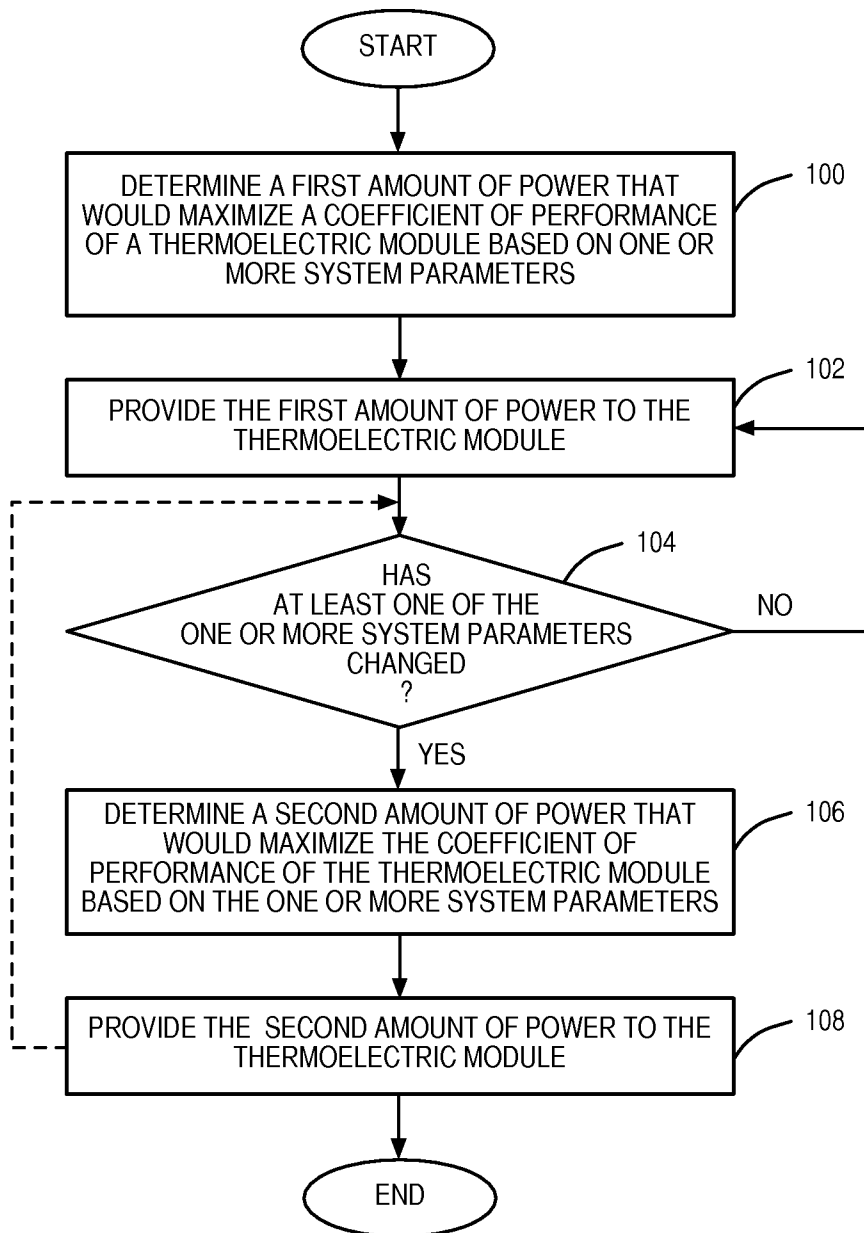 START
DETERMINE A FIRST AMOUNT OF POWER THAT
WOULD MAXIMIZE A COEFFICIENT OF PERFORMANCE
OF A THERMOELECTRIC MODULE BASED ON ONE OR
MORE SYSTEM PARAMETERS
100
PROVIDE THE FIRST AMOUNT OF POWER TO THE
THERMOELECTRIC MODULE
102
HAS
AT LEAST ONE OF THE
ONE OR MORE SYSTEM PARAMETERS
CHANGED
?
104
NO
YES
DETERMINE A SECOND AMOUNT OF POWER THAT
WOULD MAXIMIZE THE COEFFICIENT OF
PERFORMANCE OF THE THERMOELECTRIC MODULE
BASED ON THE ONE OR MORE SYSTEM PARAMETERS
106
PROVIDE THE SECOND AMOUNT OF POWER TO THE
THERMOELECTRIC MODULE
108
END